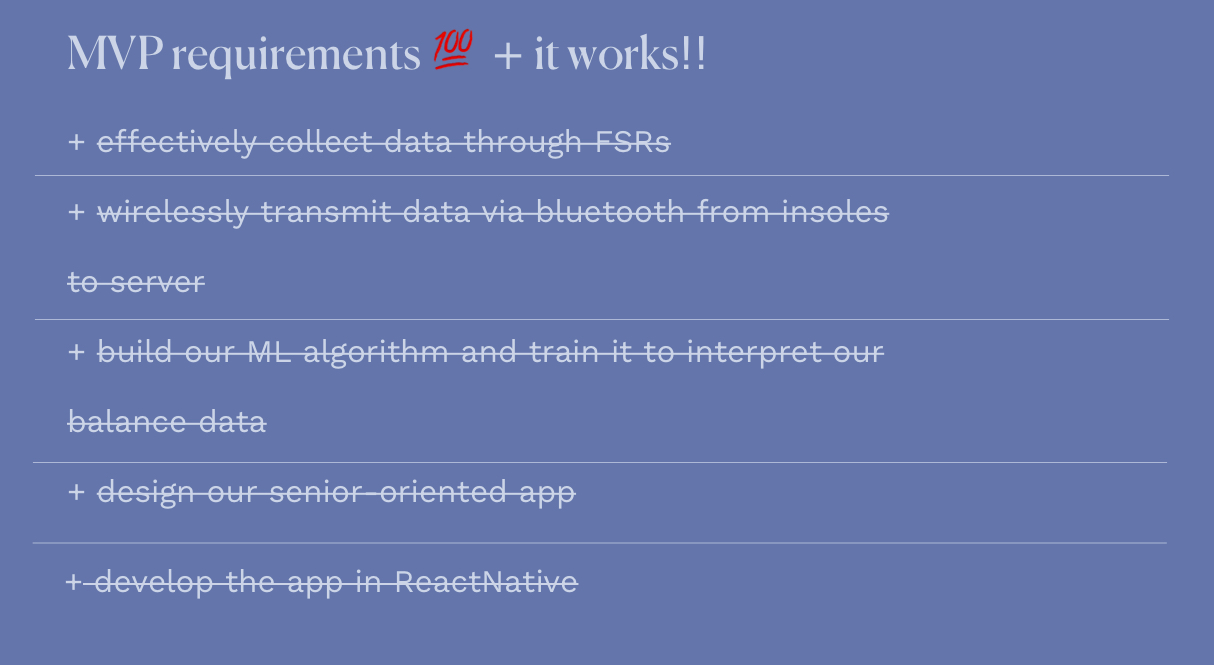 MVP requirements 💯 + it works!!
+ effectively collect data through FSRs
+ wirelessly transmit data via bluetooth from insoles
to server
+ build our ML algorithm and train it to interpret our
balance data
+ design our senior-oriented app
+ develop the app in ReactNative